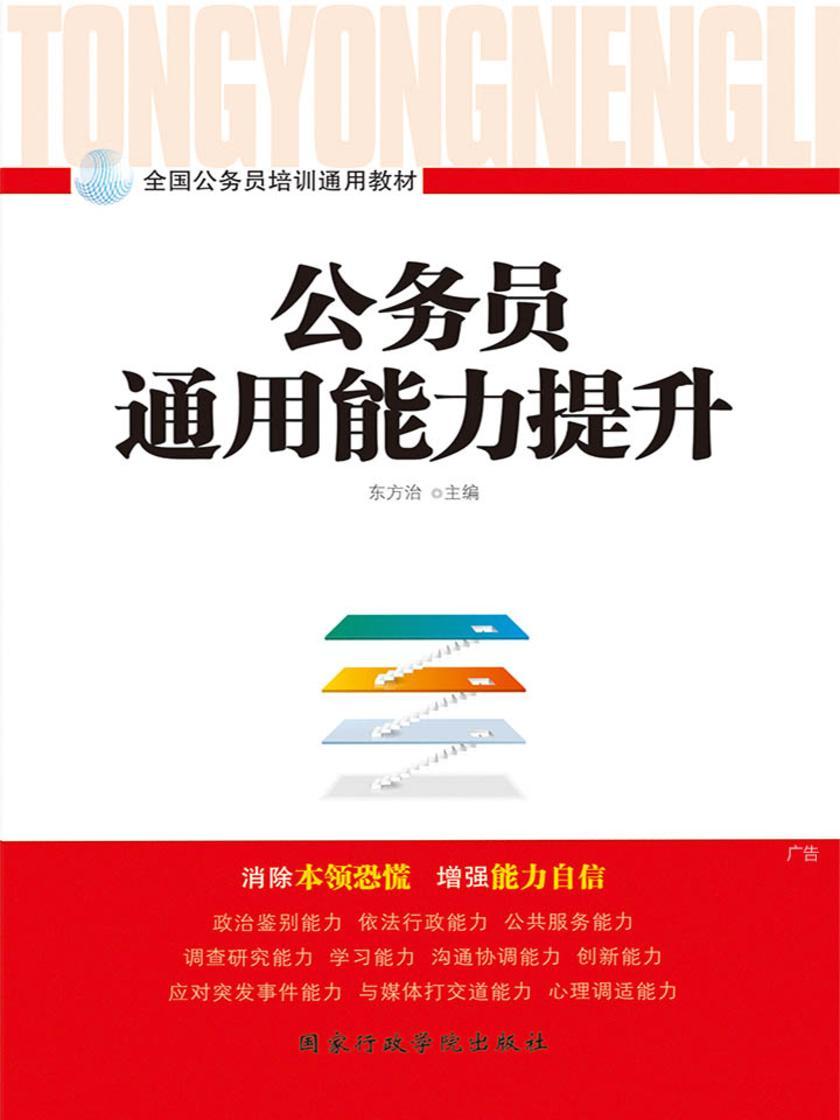 TONGYONGNENGLI
全国公务员培训通用教材
公务员
通用能力提升
东方治 ◎主编
广告
消除本领恐慌 增强能力自信
政治鉴别能力 依法行政能力 公共服务能力
调查研究能力 学习能力 沟通协调能力 创新能力
应对突发事件能力 与媒体打交道能力 心理调适能力
国家行政学院出版社